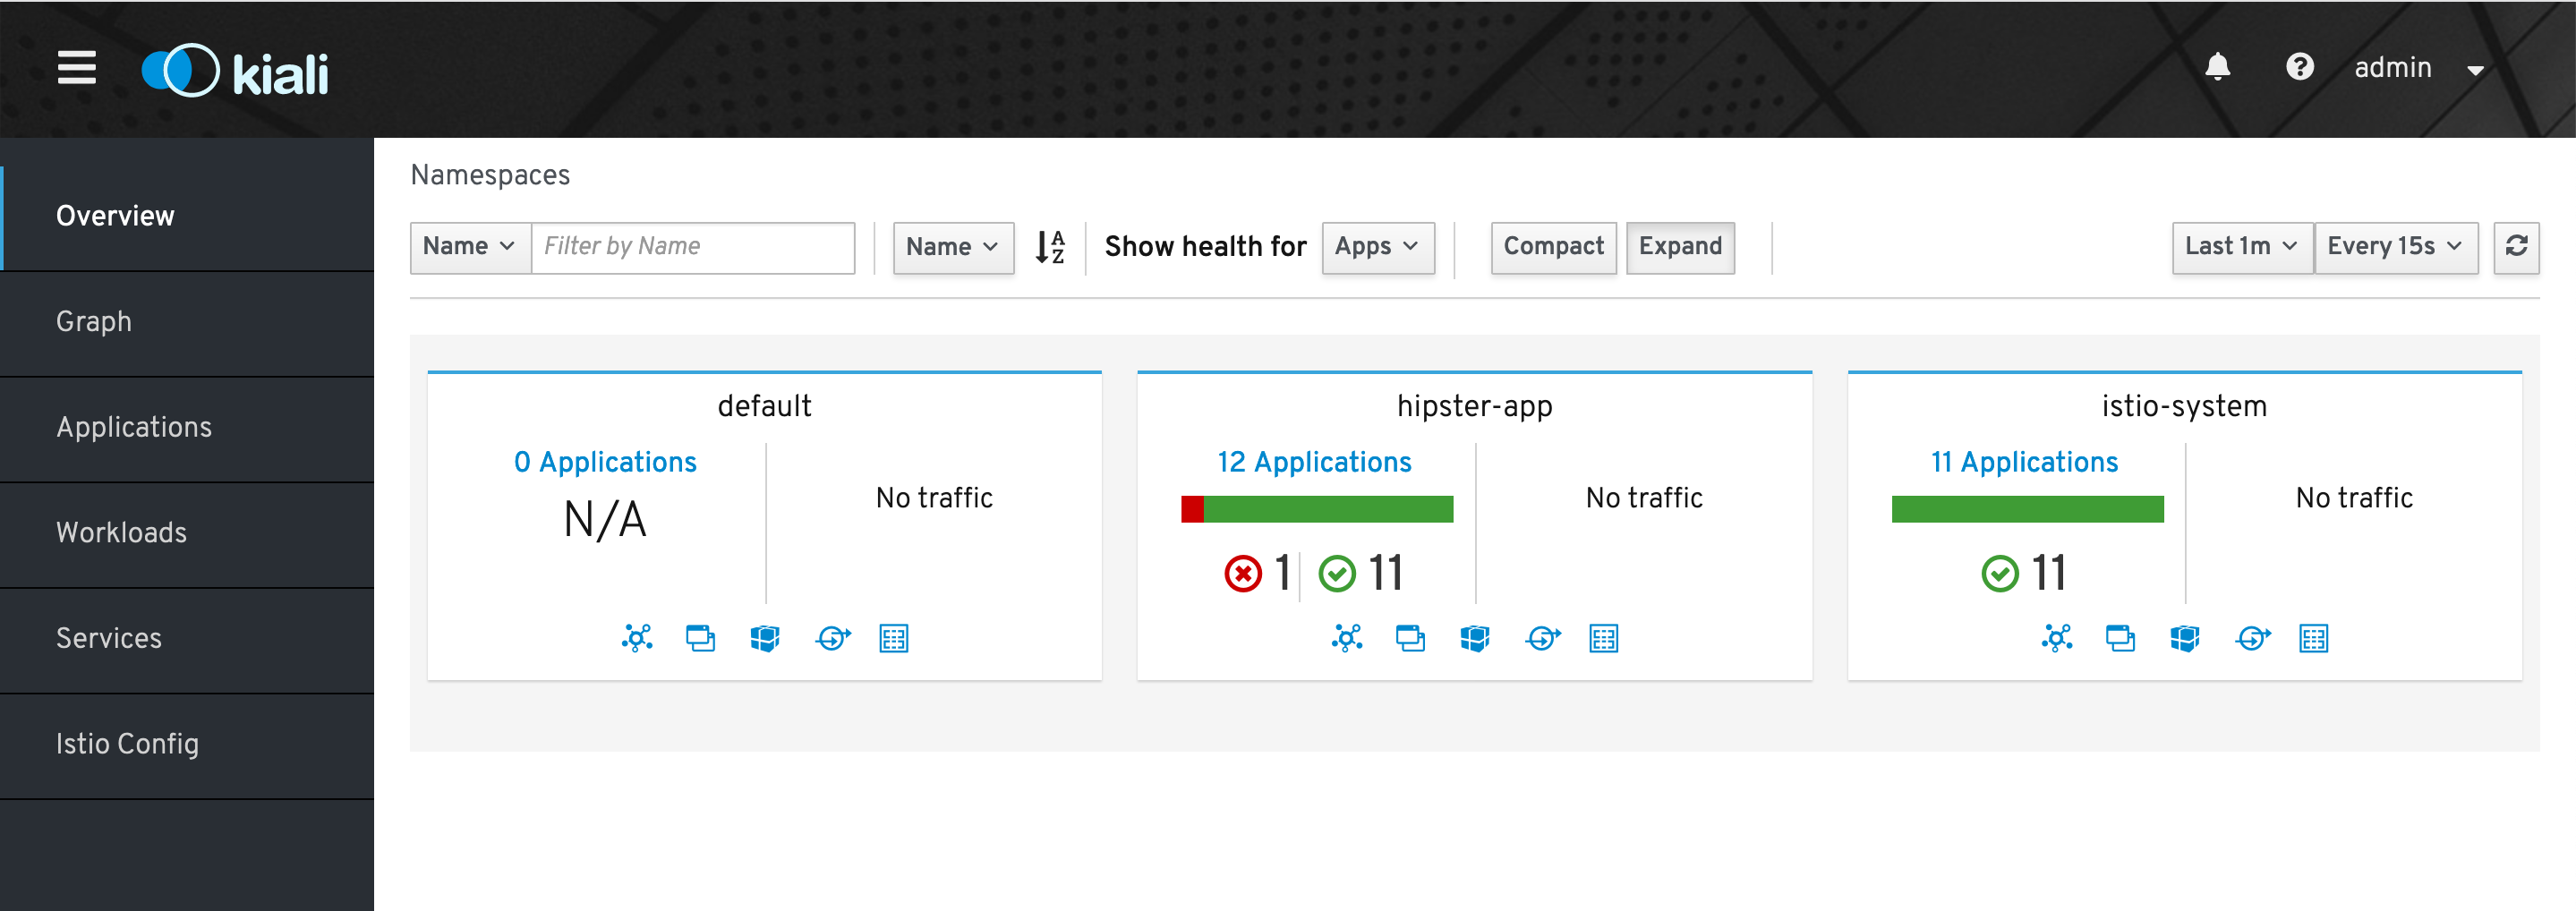 kiali
admin
Overview
Graph
Applications
Workloads
Services
Istio Config
Namespaces
Name Filter by Name Name A Z Show health for Apps Compact Expand Last 1m Every 15s
default
0 Applications
N/A
No traffic
hipster-app
12 Applications
1 11
No traffic
istio-system
11 Applications
11
No traffic